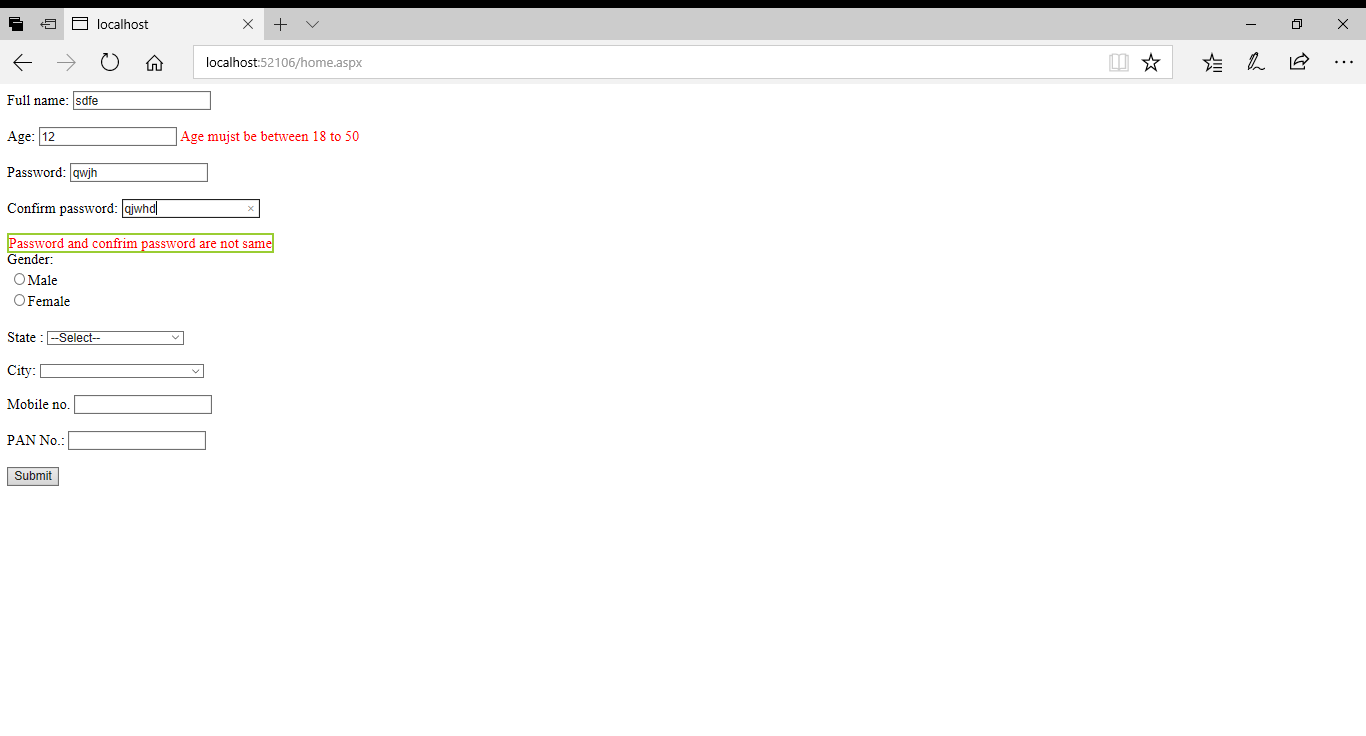 localhost
localhost:52106/home.aspx
Full name: sdfe
Age: 12 Age mujst be between 18 to 50
Password: qwjh
Confirm password: qjwhd
Password and confrim password are not same
Gender:
Male
Female
State : --Select--
City:
Mobile no.
PAN No.:
Submit